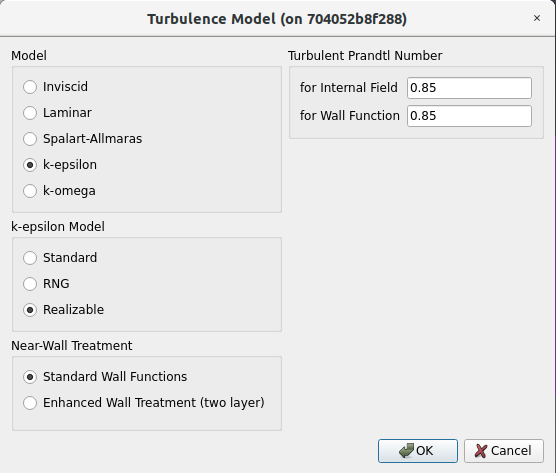 Turbulence Model (on 704052b8f288)
×
Model
Inviscid
Laminar
Spalart-Allmaras
k-epsilon
k-omega
Turbulent Prandtl Number
for Internal Field 0.85
for Wall Function 0.85
k-epsilon Model
Standard
RNG
Realizable
Near-Wall Treatment
Standard Wall Functions
Enhanced Wall Treatment (two layer)
OK
Cancel